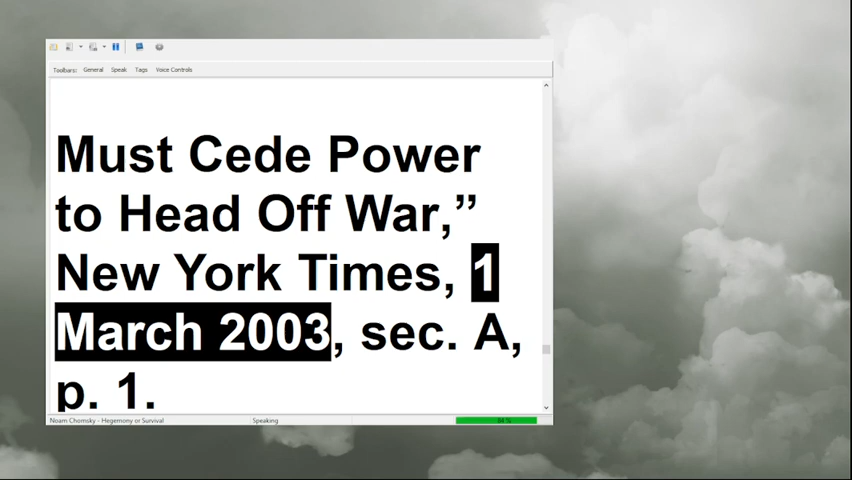 Toolbars: General Speak Tags Voice Controls
Must Cede Power
to Head Off War,”
New York Times, 1
March 2003, sec. A,
p. 1.
Noam Chomsky - Hegemony or Survival Speaking 94 %